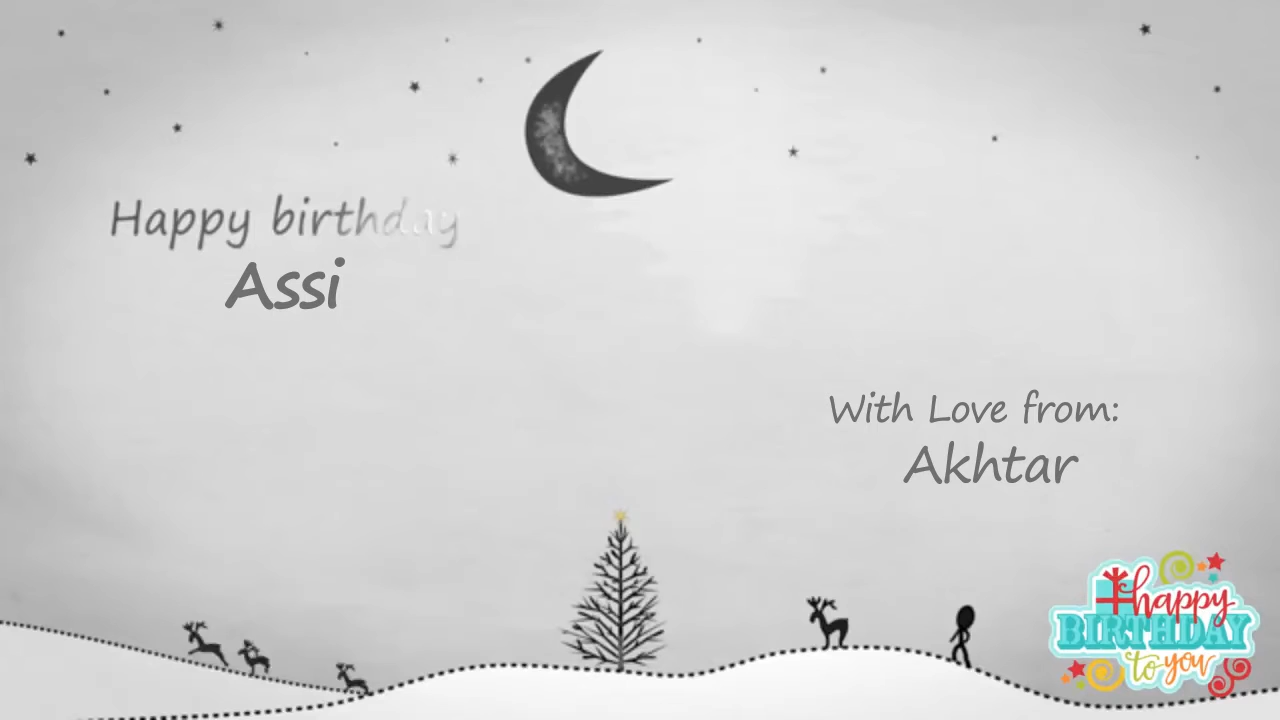 Happy birthday
Assi
With Love from:
Akhtar
happy
BIRTHDAY
to you